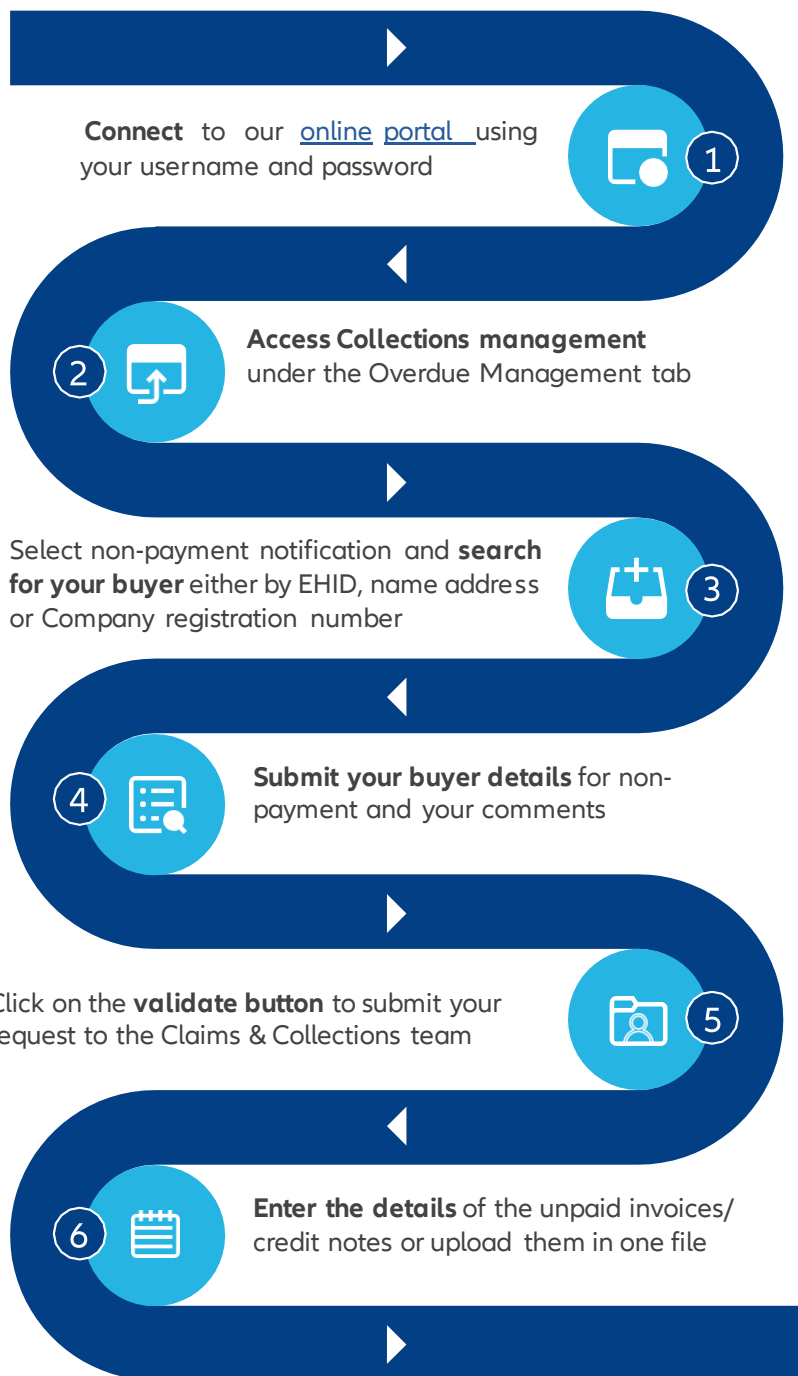 Connect to our online portal using
your username and password
1
2
Access Collections management
under the Overdue Management tab
Select non-payment notification and search
for your buyer either by EHID, name address
or Company registration number
3
4
Submit your buyer details for non-
payment and your comments
Click on the validate button to submit your
request to the Claims & Collections team
5
6
Enter the details of the unpaid invoices/
credit notes or upload them in one file